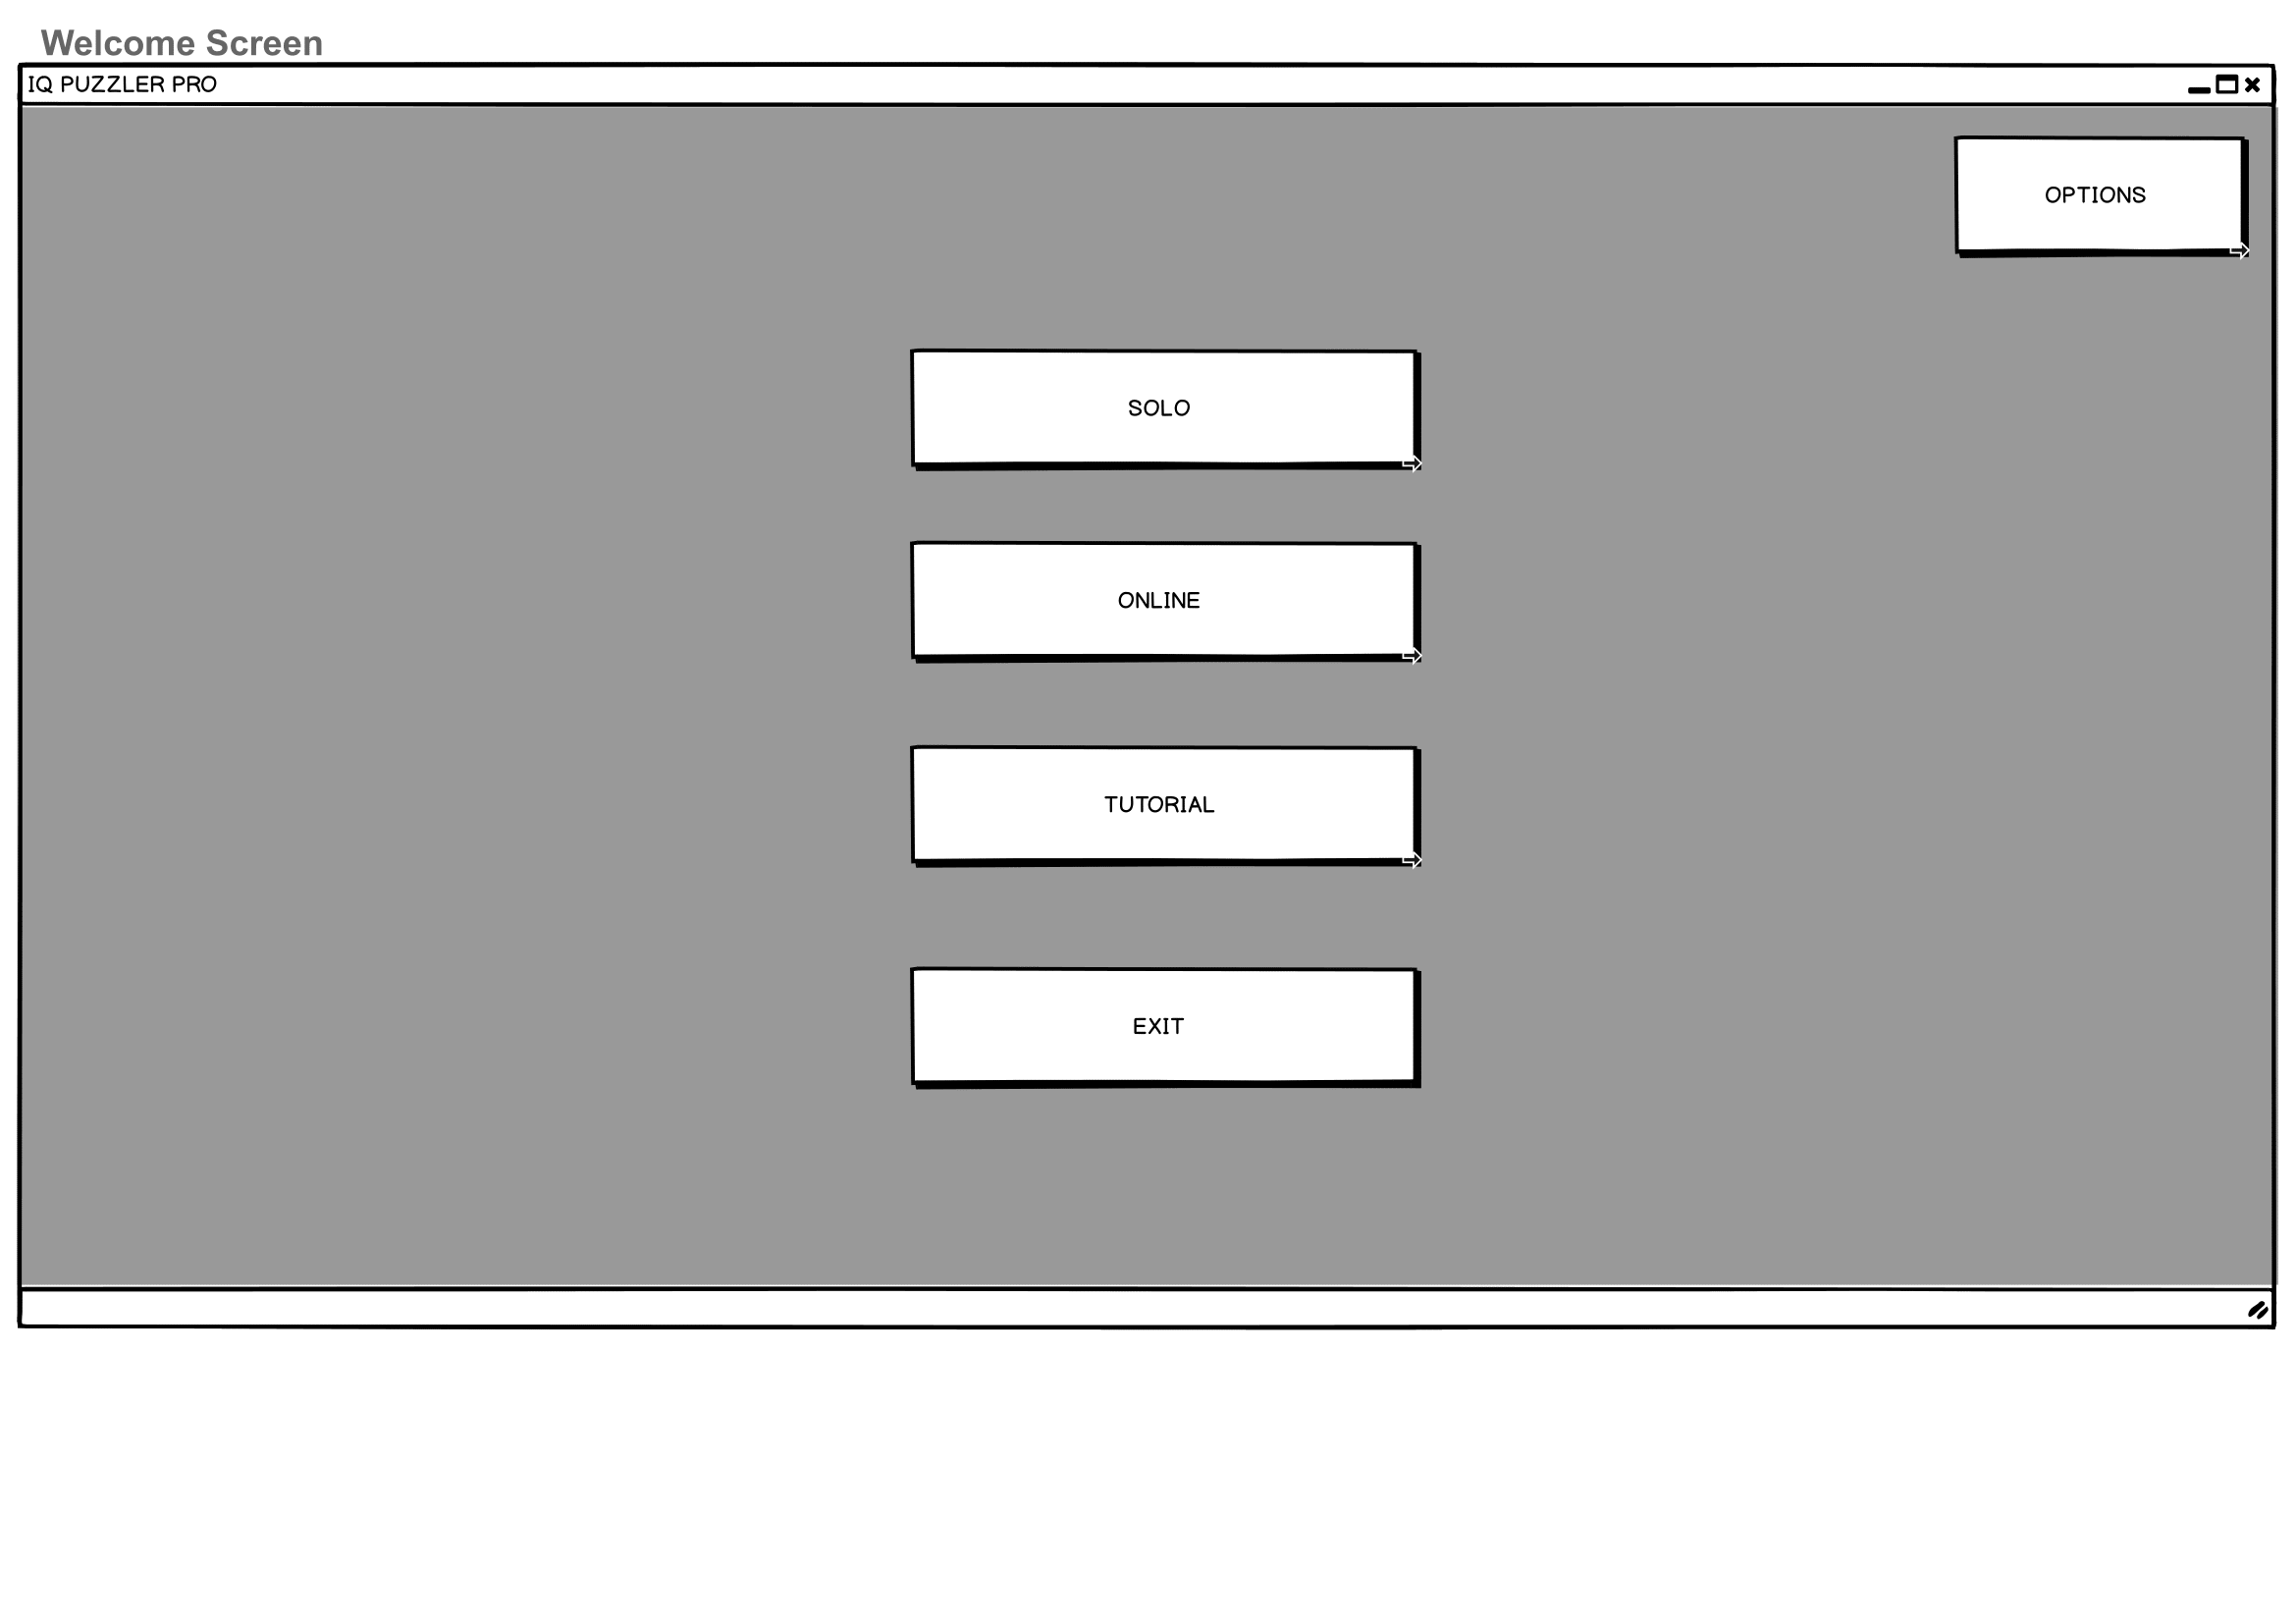 Welcome Screen
IQ PUZZLER PRO
OPTIONS
SOLO
ONLINE
TUTORIAL
EXIT